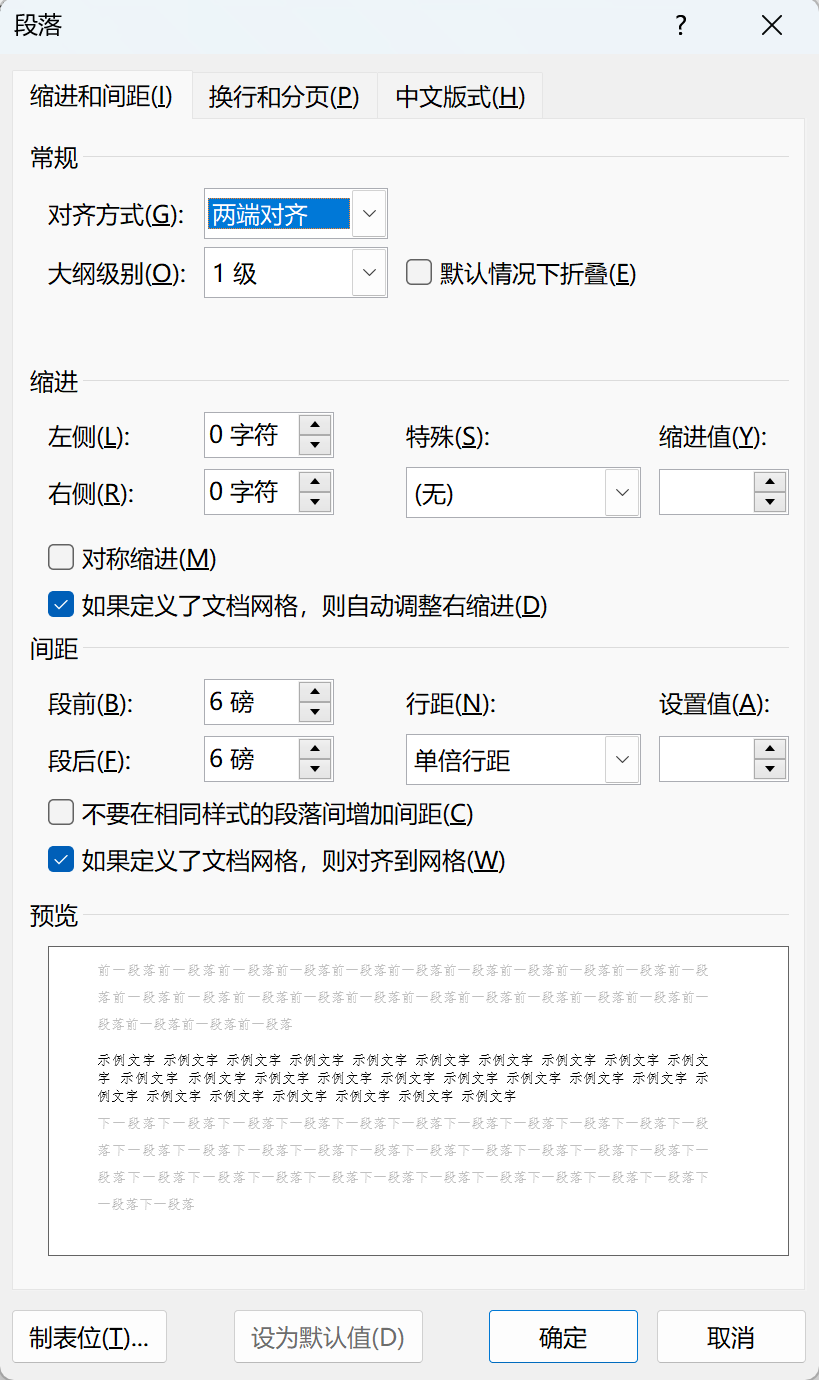 段落 ?
缩进和间距(I) 换行和分页(P) 中文版式(H)
常规
对齐方式(G): 两端对齐
大纲级别(O): 1 级 默认情况下折叠(E)
缩进
左侧(L): 0 字符 特殊(S): 缩进值(Y):
右侧(R): 0 字符 (无)
对称缩进(M)
如果定义了文档网格，则自动调整右缩进(D)
间距
段前(B): 6 磅 行距(N): 设置值(A):
段后(F): 6 磅 单倍行距
不要在相同样式的段落间增加间距(C)
如果定义了文档网格，则对齐到网格(W)
预览
前一段落前一段落前一段落前一段落前一段落前一段落前一段落前一段落前一段落前一段落前一段
落前一段落前一段落前一段落前一段落前一段落前一段落前一段落前一段落前一段落前一段落前一
段落前一段落前一段落前一段落
示例文字 示例文字 示例文字 示例文字 示例文字 示例文字 示例文字 示例文字 示例文字 示例文
字 示例文字 示例文字 示例文字 示例文字 示例文字 示例文字 示例文字 示例文字 示例文字 示
例文字 示例文字 示例文字 示例文字 示例文字 示例文字 示例文字
下一段落下一段落下一段落下一段落下一段落下一段落下一段落下一段落下一段落下一段落下一段
落下一段落下一段落下一段落下一段落下一段落下一段落下一段落下一段落下一段落下一段落下一
段落下一段落下一段落下一段落下一段落下一段落下一段落下一段落下一段落下一段落下一段落下
一段落下一段落
制表位(T)... 设为默认值(D) 确定 取消